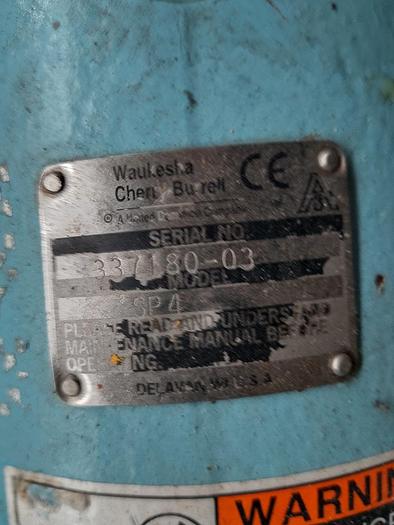 Waukesha
Cherry Burrell
CE
SERIAL NO.
337180-03
MODEL
SP4
PLEASE READ AND UNDERSTAND
MAINTENANCE MANUAL BEFORE
DELAVAN, WI U.S.A
WARNIN